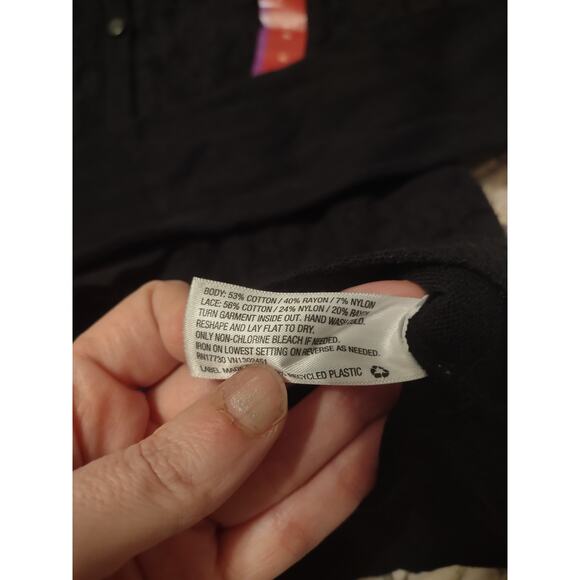 BODY: 53% COTTON / 40% RAYON / 7% NYLON
LACE: 56% COTTON / 24% NYLON / 20%
TURN GARMENT INSIDE OUT. HAND WASH
RESHAPE AND LAY FLAT TO DRY.
ONLY NON-CHLORINE BLEACH IF NEEDED.
IRON ON LOWEST SETTING ON REVERSE AS NEEDED.
RN17730
LABEL RECYCLED PLASTIC